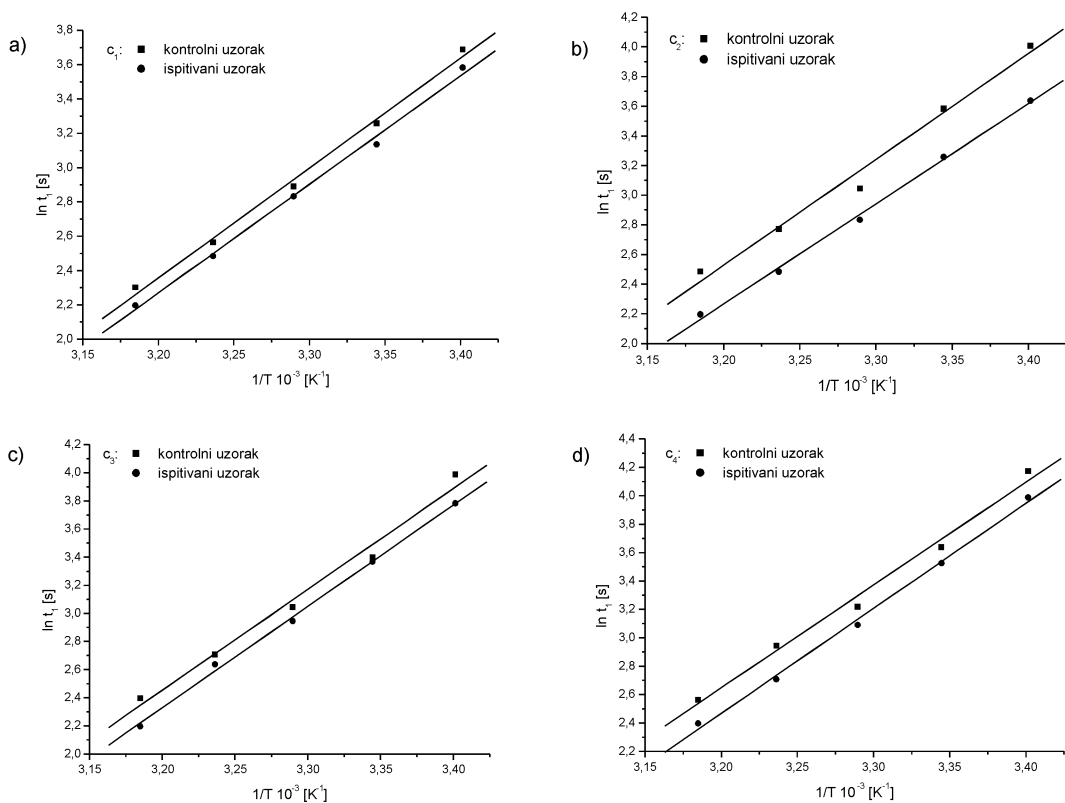 a)
c₁: ■ kontrolni uzorak
● ispitivani uzorak
ln t₁ [s]
3,8
3,6
3,4
3,2
3,0
2,8
2,6
2,4
2,2
2,0
3,15 3,20 3,25 3,30 3,35 3,40
1/T 10⁻³ [K⁻¹]
b)
c₂: ■ kontrolni uzorak
● ispitivani uzorak
ln t₁ [s]
4,2
4,0
3,8
3,6
3,4
3,2
3,0
2,8
2,6
2,4
2,2
2,0
3,15 3,20 3,25 3,30 3,35 3,40
1/T 10⁻³ [K⁻¹]
c)
c₃: ■ kontrolni uzorak
● ispitivani uzorak
ln t₁ [s]
4,2
4,0
3,8
3,6
3,4
3,2
3,0
2,8
2,6
2,4
2,2
2,0
3,15 3,20 3,25 3,30 3,35 3,40
1/T 10⁻³ [K⁻¹]
d)
c₄: ■ kontrolni uzorak
● ispitivani uzorak
ln t₁ [s]
4,4
4,2
4,0
3,8
3,6
3,4
3,2
3,0
2,8
2,6
2,4
2,2
3,15 3,20 3,25 3,30 3,35 3,40
1/T 10⁻³ [K⁻¹]